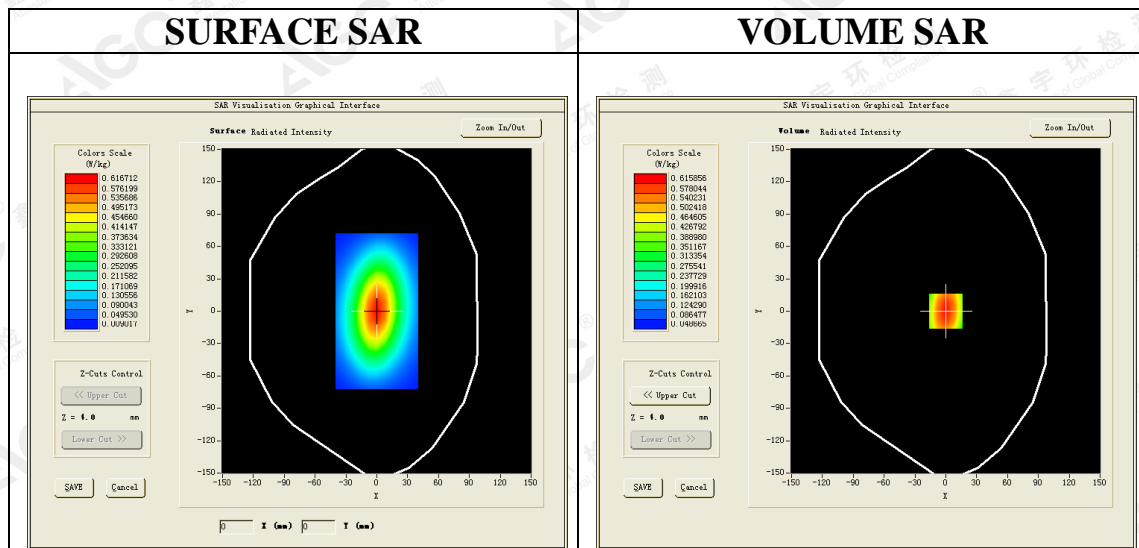 SURFACE SAR
VOLUME SAR
SAR Visualisation Graphical Interface
Surface Radiated Intensity
Zoom In/Out
Colors Scale
(W/kg)
0.616712
0.576199
0.535686
0.495173
0.454660
0.414147
0.373634
0.333121
0.292608
0.252095
0.211582
0.171069
0.130556
0.090043
0.049530
0.009017
150
120
90
60
30
0
-30
-60
-90
-120
-150
Y
-150 -120 -90 -60 -30 0 30 60 90 120 150
X
Z-Cuts Control
<< Upper Cut
Z = 4.0 mm
Lower Cut >>
SAVE Cancel
0 X (mm) 0 Y (mm)
SAR Visualisation Graphical Interface
Volume Radiated Intensity
Zoom In/Out
Colors Scale
(W/kg)
0.615856
0.578044
0.540231
0.502418
0.464605
0.426792
0.388980
0.351167
0.313354
0.275541
0.237729
0.199916
0.162103
0.124290
0.086477
0.048665
150
120
90
60
30
0
-30
-60
-90
-120
-150
Y
-150 -120 -90 -60 -30 0 30 60 90 120 150
X
Z-Cuts Control
<< Upper Cut
Z = 4.0 mm
Lower Cut >>
SAVE Cancel